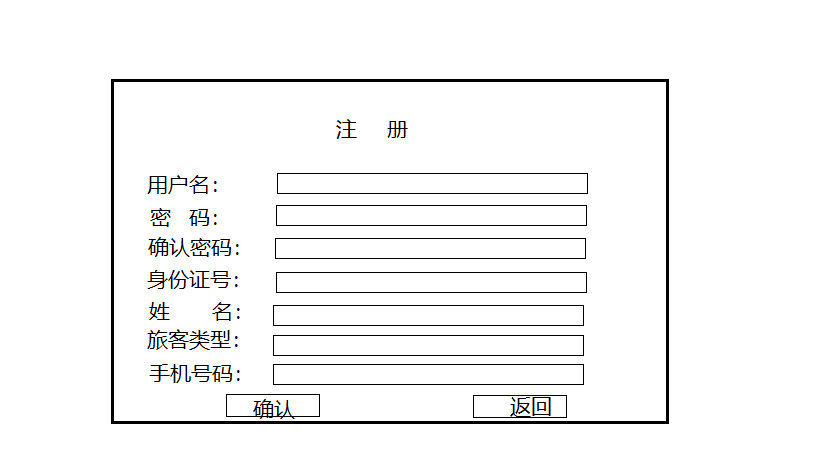 注 册
用户名:
密 码:
确认密码:
身份证号:
姓 名:
旅客类型:
手机号码:
确认 返回